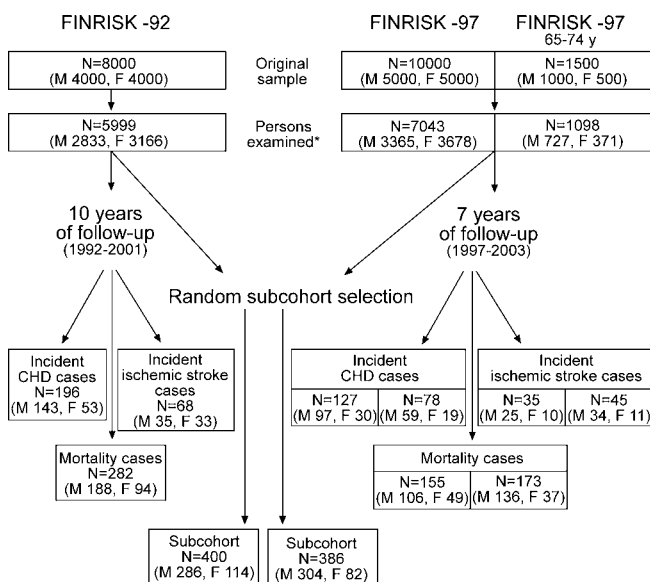 FINRISK -92
FINRISK -97
FINRISK -97
65-74 y
N=8000
(M 4000, F 4000)
Original
sample
N=10000
(M 5000, F 5000)
N=1500
(M 1000, F 500)
N=5999
(M 2833, F 3166)
Persons
examined*
N=7043
(M 3365, F 3678)
N=1098
(M 727, F 371)
10 years
of follow-up
(1992-2001)
7 years
of follow-up
(1997-2003)
Random subcohort selection
Incident
CHD cases
N=196
(M 143, F 53)
Incident
ischemic stroke
cases
N=68
(M 35, F 33)
Incident
CHD cases
N=127
(M 97, F 30)
N=78
(M 59, F 19)
Incident
ischemic stroke cases
N=35
(M 25, F 10)
N=45
(M 34, F 11)
Mortality cases
N=282
(M 188, F 94)
Mortality cases
N=155
(M 106, F 49)
N=173
(M 136, F 37)
Subcohort
N=400
(M 286, F 114)
Subcohort
N=386
(M 304, F 82)